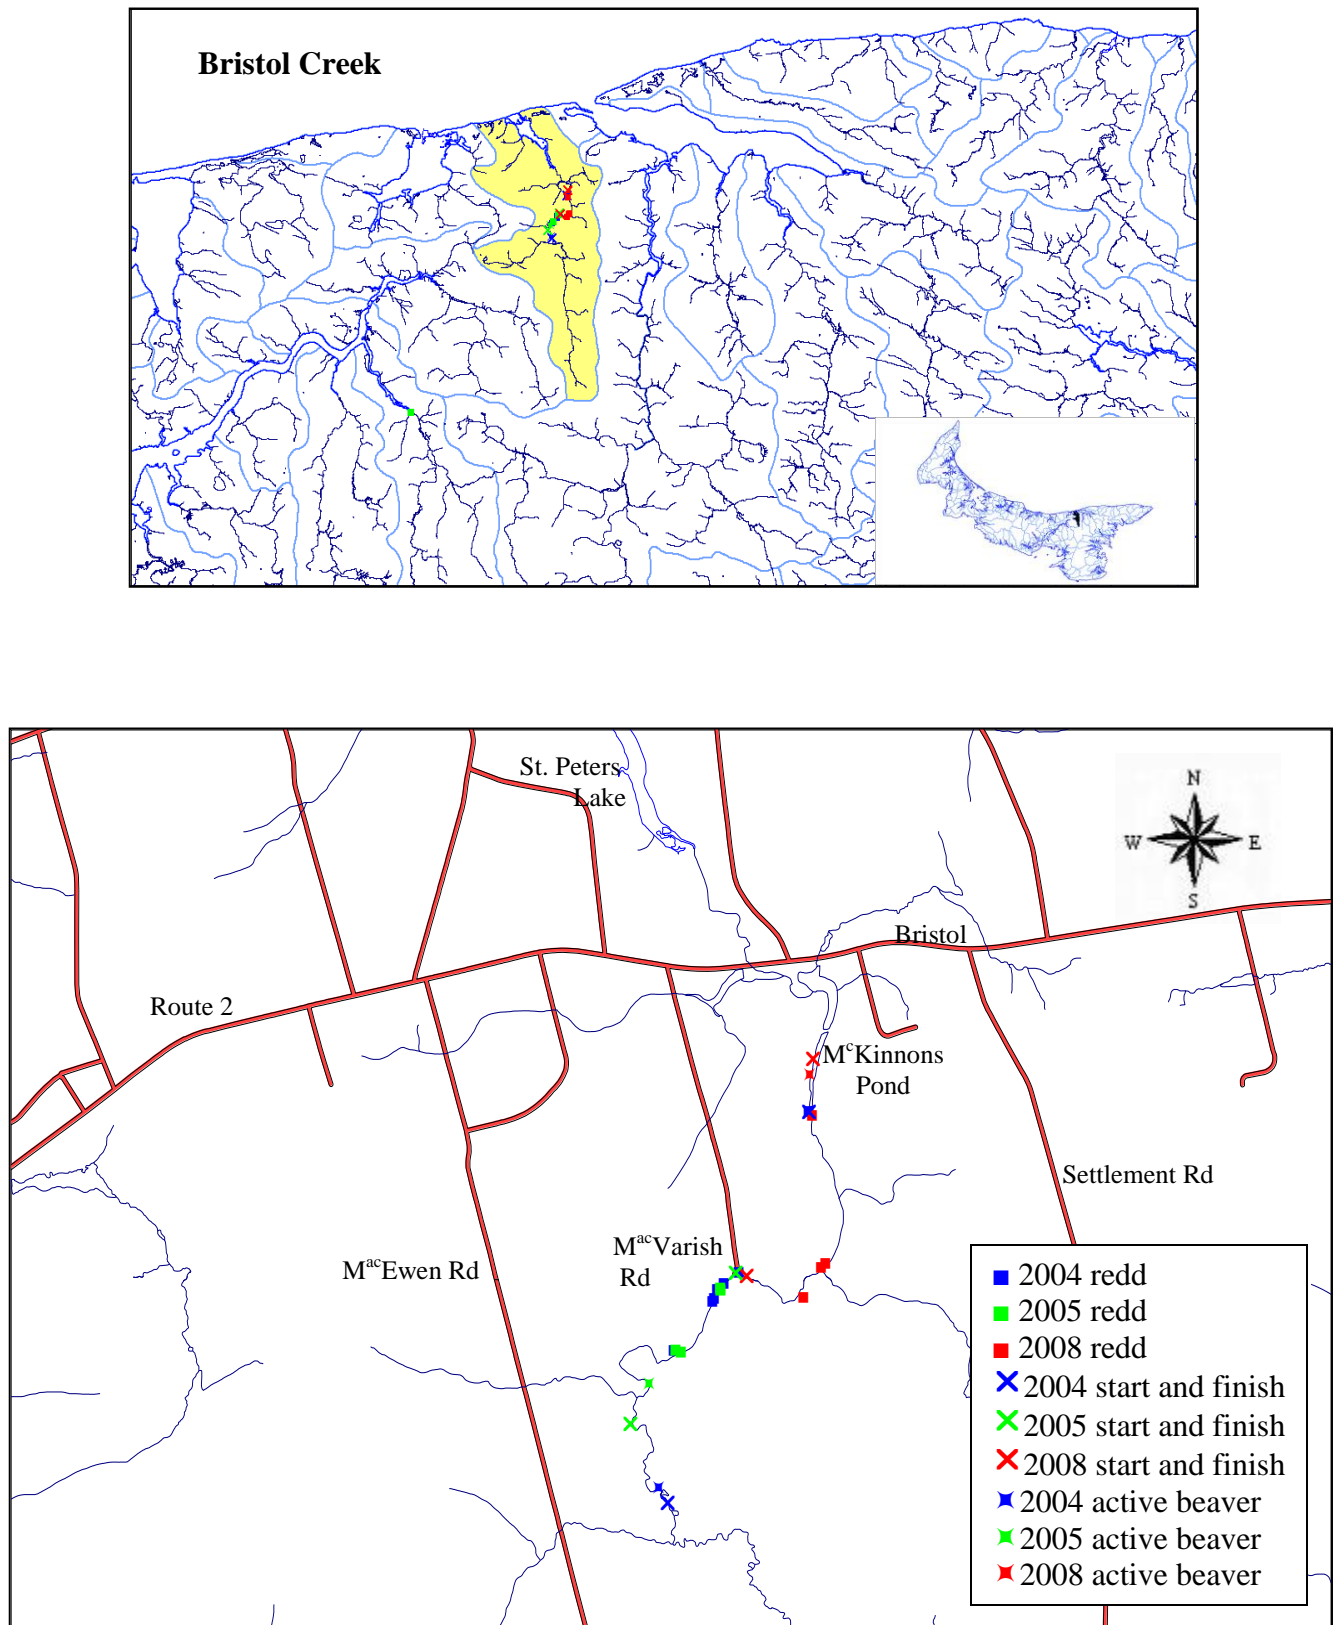 Bristol Creek
St. Peters
Lake
N
W E
S
Bristol
Route 2
McKinnons
Pond
Settlement Rd
MacVarish
Rd
MacEwen Rd
2004 redd
2005 redd
2008 redd
2004 start and finish
2005 start and finish
2008 start and finish
2004 active beaver
2005 active beaver
2008 active beaver